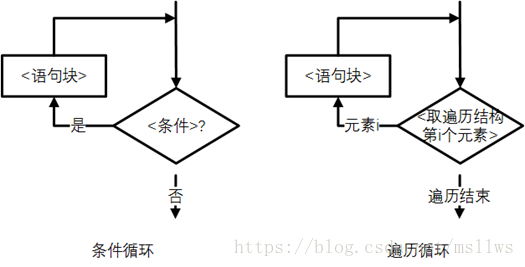 <语句块>
<条件>?
是
否
条件循环
<语句块>
<取遍历结构
第i个元素>
元素i
遍历结束
遍历循环
https://blog.csdn.net/msllws